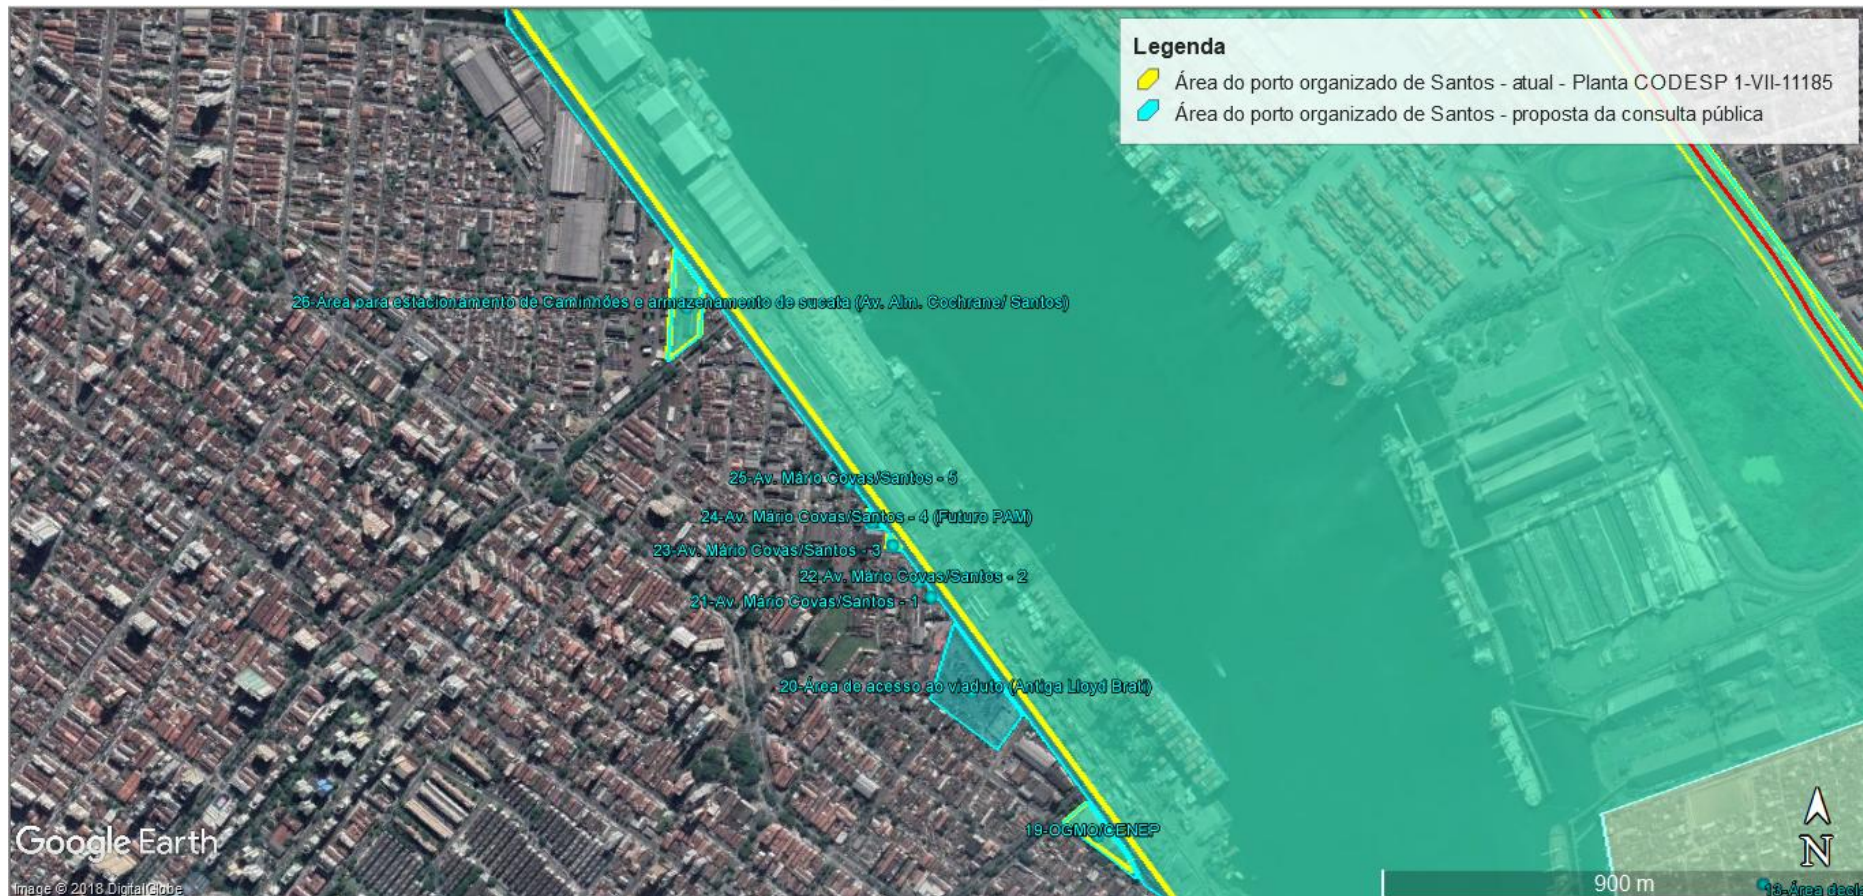 Legenda
Área do porto organizado de Santos - atual - Planta CODESP 1-VII-11185
Área do porto organizado de Santos - proposta da consulta pública
26-Área para estacionamento de Caminhões e armazenamento de sucata (Av. Alm. Cochrane/ Santos)
25-Av. Mário Covas/Santos - 5
24-Av. Mário Covas/Santos - 4 (Futuro PAM)
23-Av. Mário Covas/Santos - 3
22-Av. Mário Covas/Santos - 2
21-Av. Mário Covas/Santos - 1
20-Área de acesso ao viaduto (Antiga Lloyd Brati)
19-OGMO/CENEP
Google Earth
N
900 m
Image © 2018 DigitalGlobe
13-Área decla